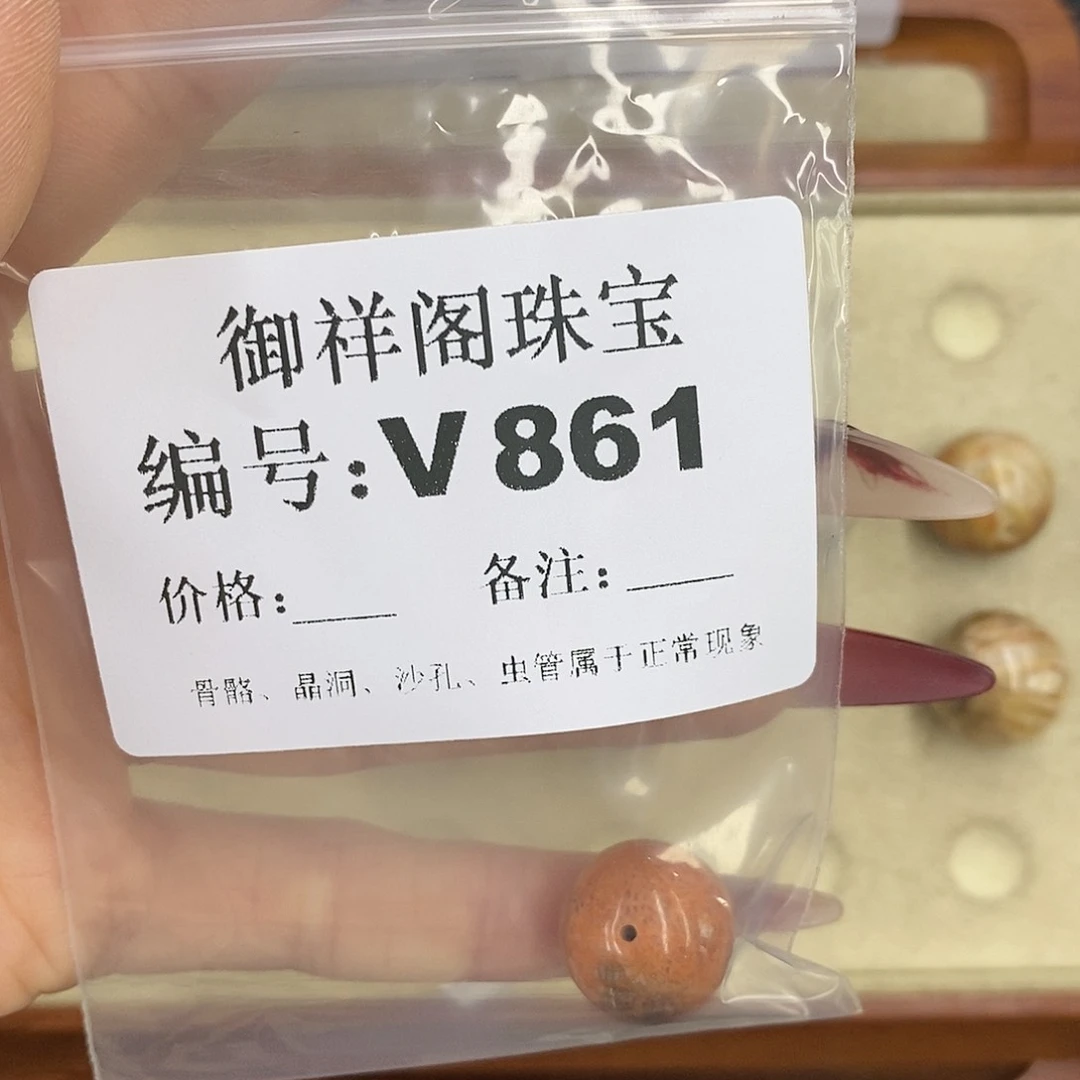 御祥阁珠宝
编号:V861
价格:____ 备注:____
骨骼、晶洞、沙孔、虫管属于正常现象